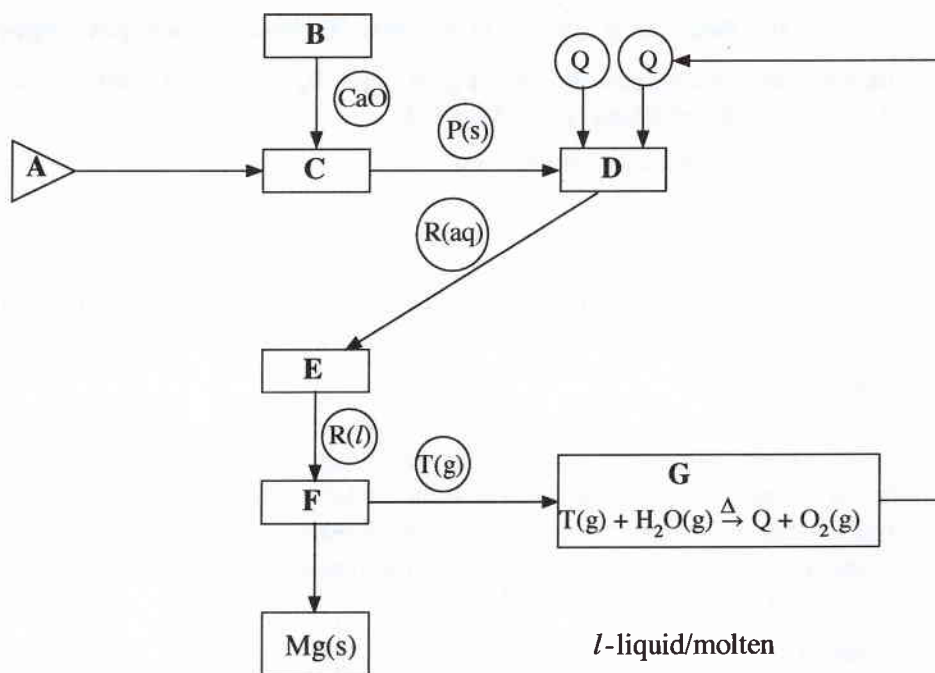 B
Q Q
CaO
P(s)
A C D
R(aq)
E
R(l)
T(g)
F
G
T(g) + H₂O(g) →Δ Q + O₂(g)
Mg(s)
l-liquid/molten